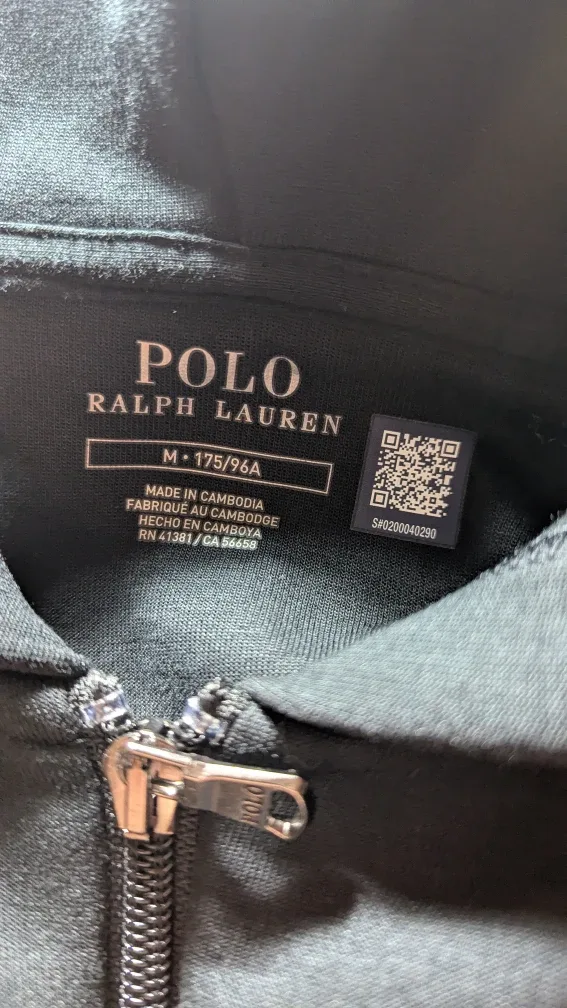 POLO
RALPH LAUREN
M • 175/96A
MADE IN CAMBODIA
FABRIQUÉ AU CAMBODGE
HECHO EN CAMBOYA
RN 41381 / CA 56658
S#0200040290
POLO